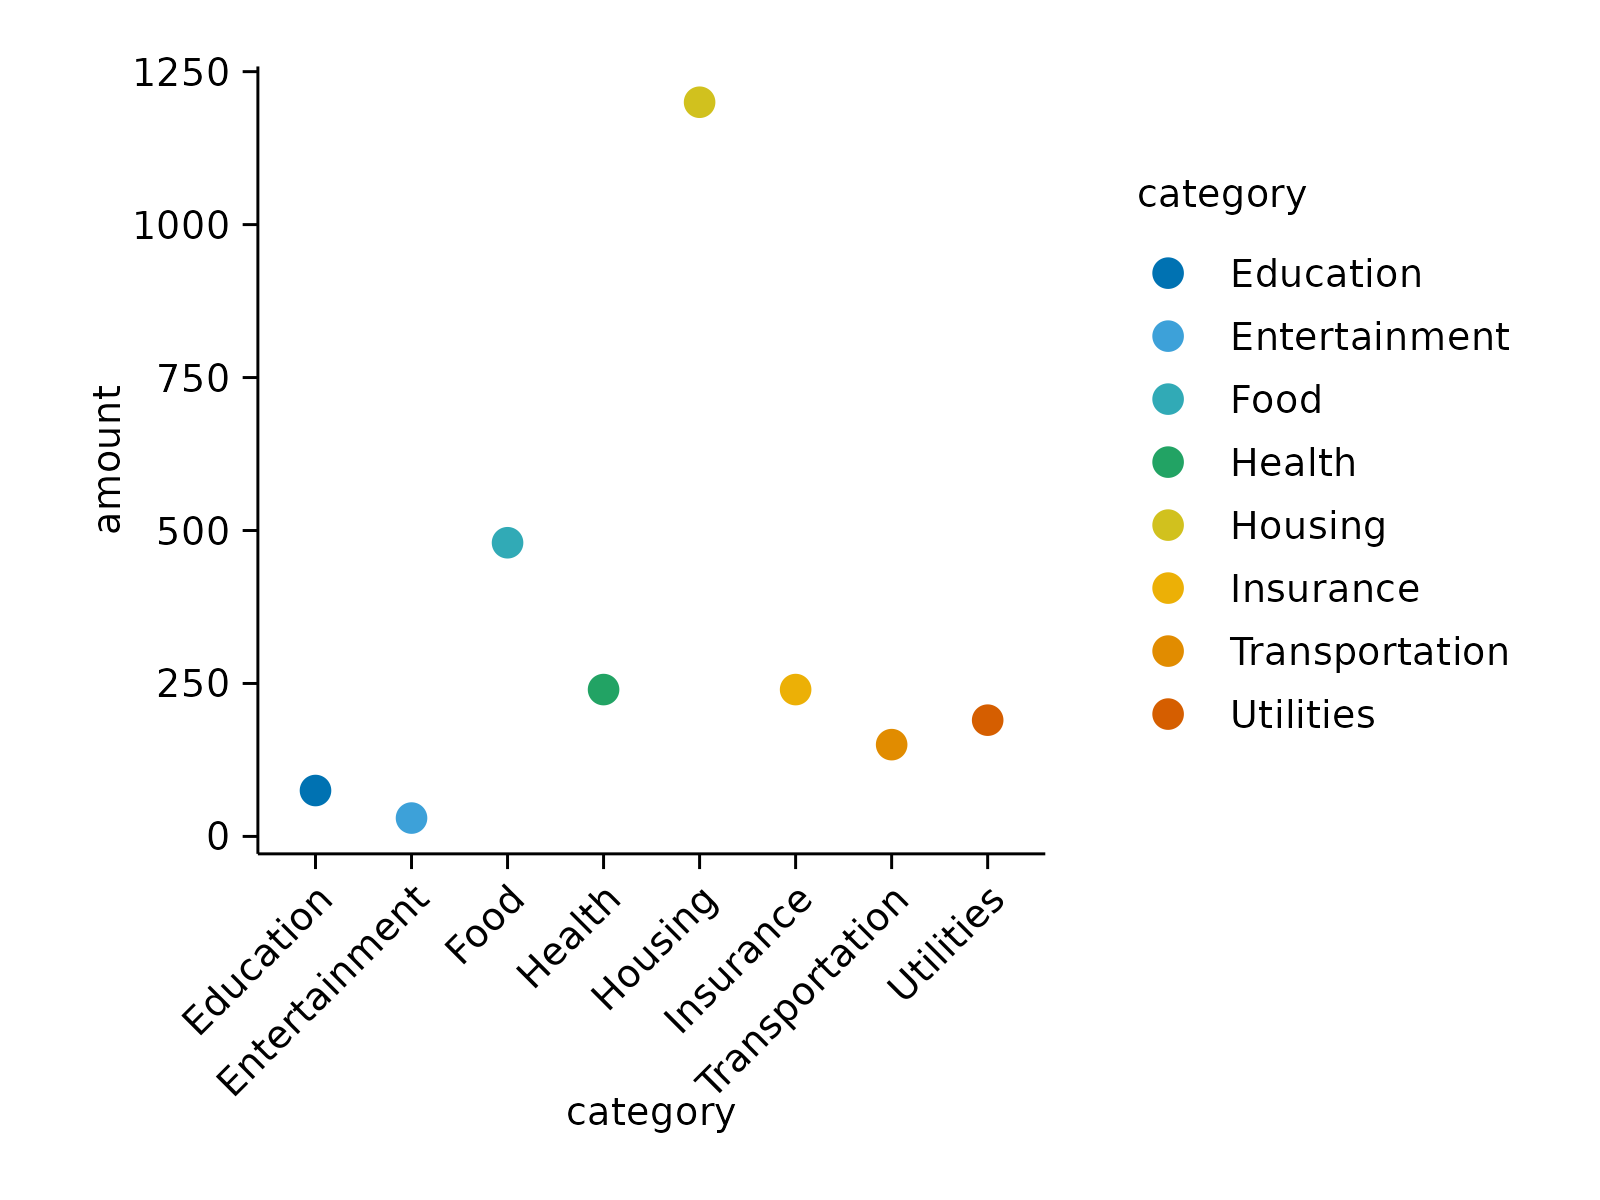 1250
1000
750
500
250
0
amount
Education
Entertainment
Food
Health
Housing
Insurance
Transportation
Utilities
category
category
Education
Entertainment
Food
Health
Housing
Insurance
Transportation
Utilities